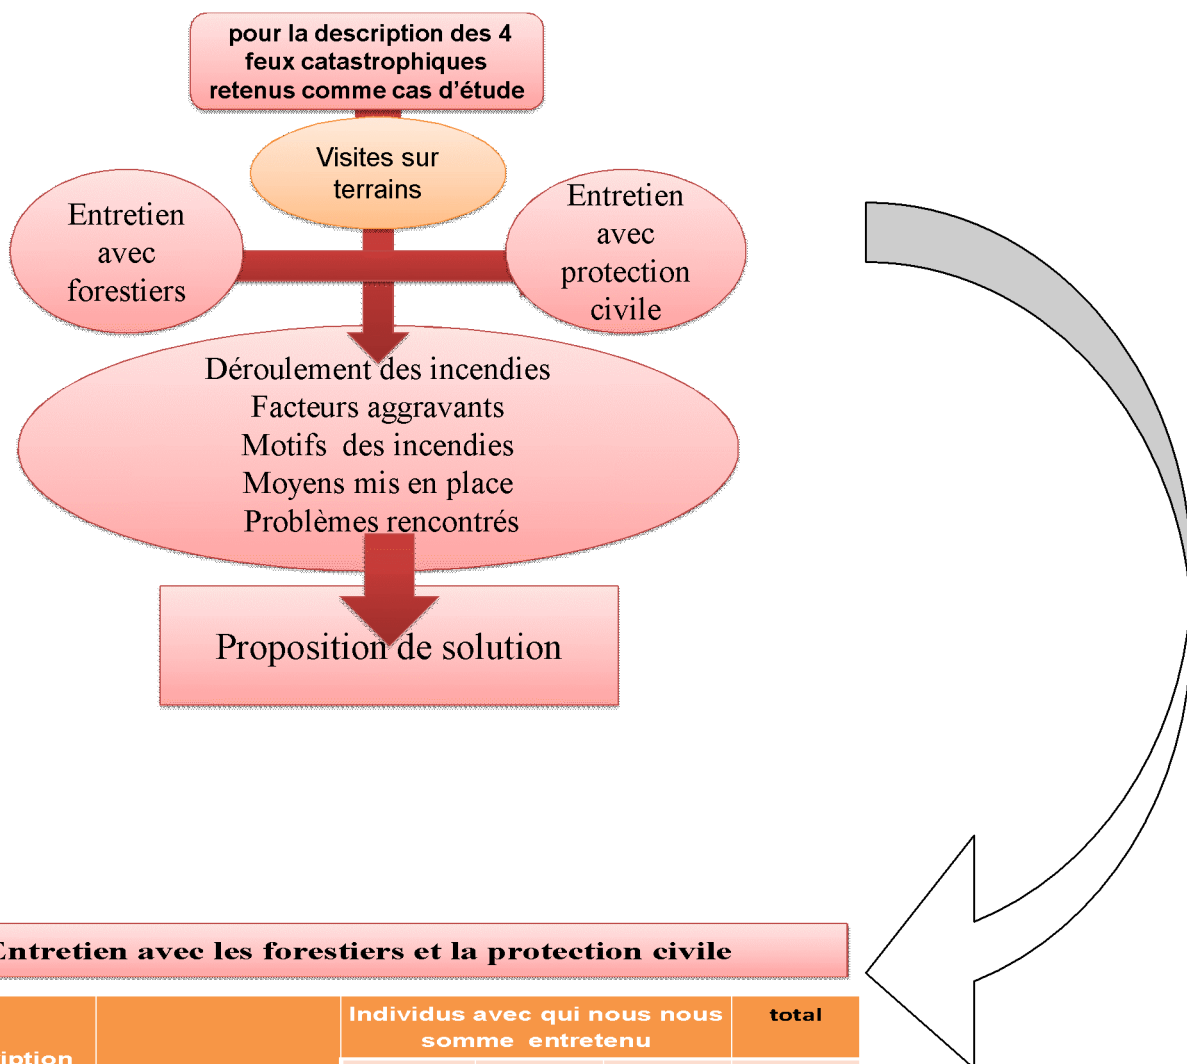 pour la description des 4
feux catastrophiques
retenus comme cas d'étude
Visites sur
terrains
Entretien
avec
forestiers
Entretien
avec
protection
civile
Déroulement des incendies
Facteurs aggravants
Motifs des incendies
Moyens mis en place
Problèmes rencontrés
Proposition de solution
Entretien avec les forestiers et la protection civile
Individus avec qui nous nous
somme entretenu
total